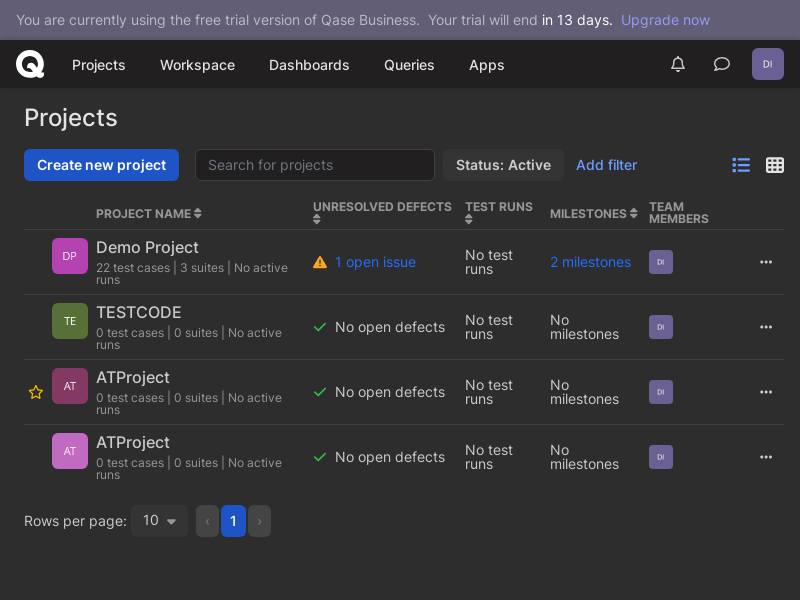 You are currently using the free trial version of Qase Business. Your trial will end in 13 days. Upgrade now
Projects Workspace Dashboards Queries Apps DI
Projects
Create new project Search for projects Status: Active Add filter
PROJECT NAME UNRESOLVED DEFECTS TEST RUNS MILESTONES TEAM MEMBERS
DP Demo Project
22 test cases | 3 suites | No active runs
1 open issue No test runs 2 milestones DI
TE TESTCODE
0 test cases | 0 suites | No active runs
No open defects No test runs No milestones DI
AT ATProject
0 test cases | 0 suites | No active runs
No open defects No test runs No milestones DI
AT ATProject
0 test cases | 0 suites | No active runs
No open defects No test runs No milestones DI
Rows per page: 10 ‹ 1 ›